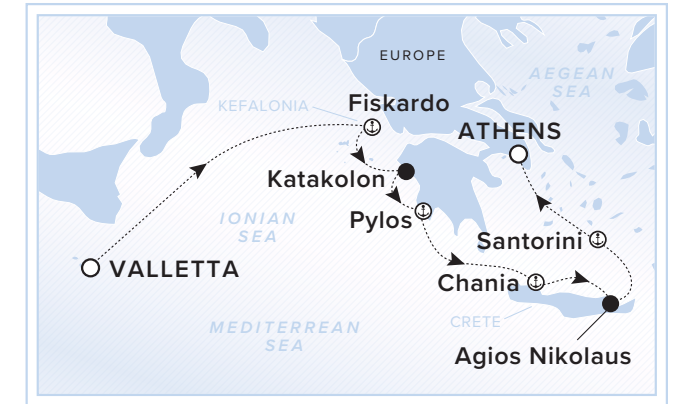 EUROPE
AEGEAN
SEA
KEFALONIA
Fiskardo
ATHENS
Katakolon
Pylos
IONIAN
SEA
Santorini
VALLETTA
Chania
CRETE
MEDITERREAN
SEA
Agios Nikolaus